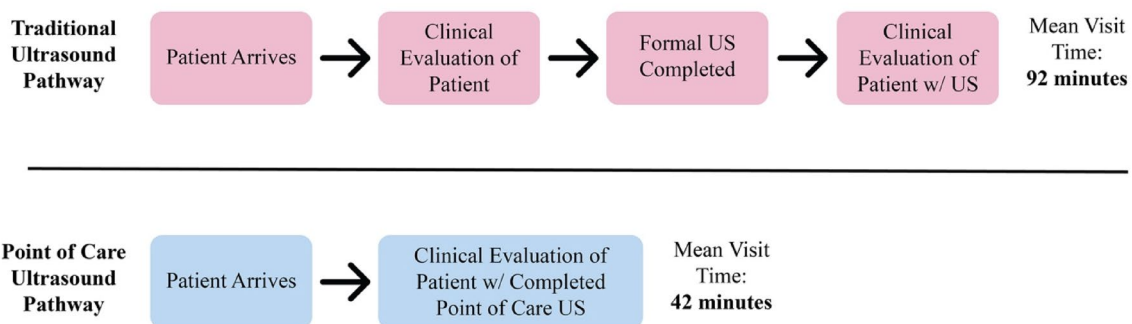 Traditional
Ultrasound
Pathway
Patient Arrives
Clinical
Evaluation of
Patient
Formal US
Completed
Clinical
Evaluation of
Patient w/ US
Mean Visit
Time:
92 minutes
Point of Care
Ultrasound
Pathway
Patient Arrives
Clinical Evaluation of
Patient w/ Completed
Point of Care US
Mean Visit
Time:
42 minutes